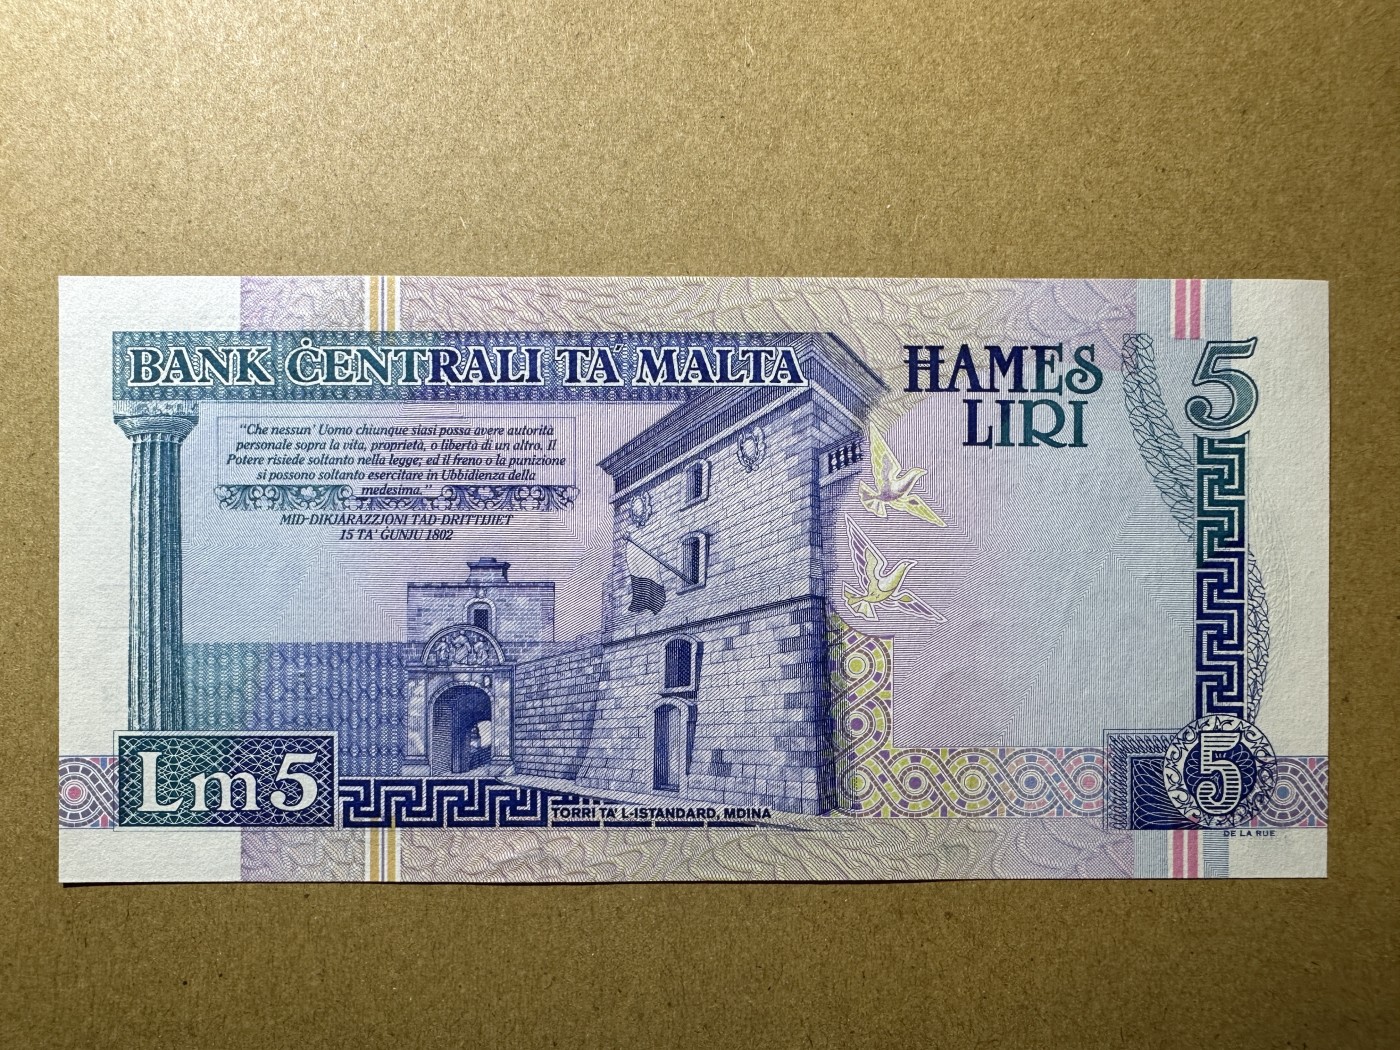 BANK ĊENTRALI TA' MALTA
ĦAMES
LIRI
5
“Che nessun' Uomo chiunque siasi possa avere autorità
personale sopra la vita, proprietà, o libertà di un altro. Il
Potere risiede soltanto nella legge; ed il freno o la punizione
si possono soltanto esercitare in Ubbidienza della
medesima.”
MID-DIKJARAZZJONI TAD-DRITTIJIET
15 TA' ĠUNJU 1802
Lm5
TORRI TA' L-ISTANDARD, MDINA
5
DE LA RUE